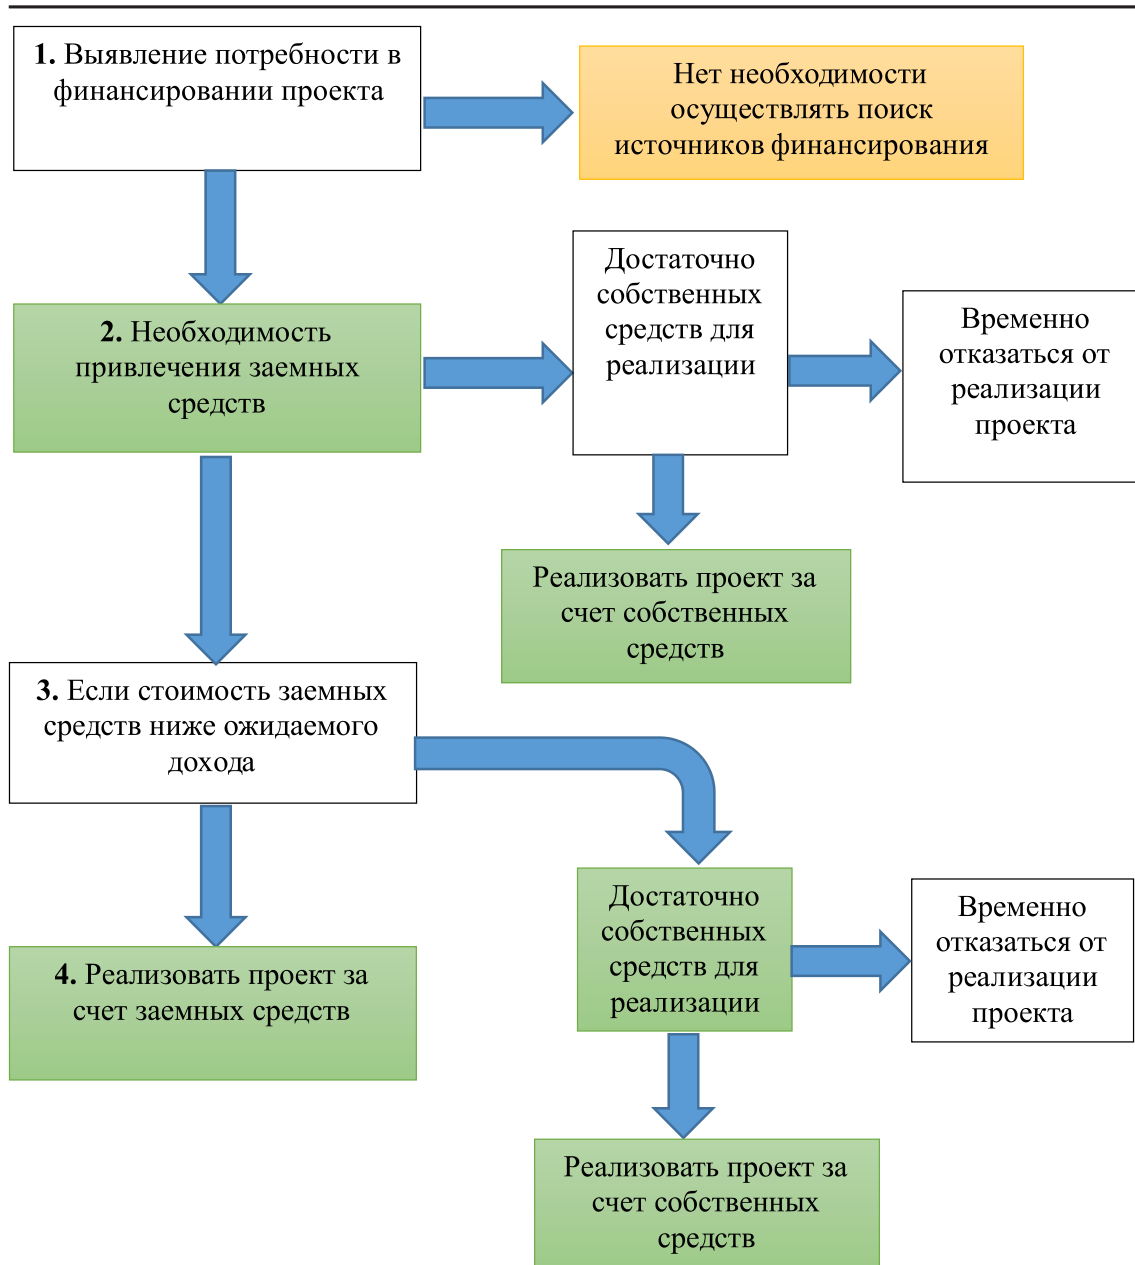 1. Выявление потребности в
финансировании проекта
Нет необходимости
осуществлять поиск
источников финансирования
2. Необходимость
привлечения заемных
средств
Достаточно
собственных
средств для
реализации
Временно
отказаться от
реализации
проекта
Реализовать проект за
счет собственных
средств
3. Если стоимость заемных
средств ниже ожидаемого
дохода
4. Реализовать проект за
счет заемных средств
Достаточно
собственных
средств для
реализации
Временно
отказаться от
реализации
проекта
Реализовать проект за
счет собственных
средств